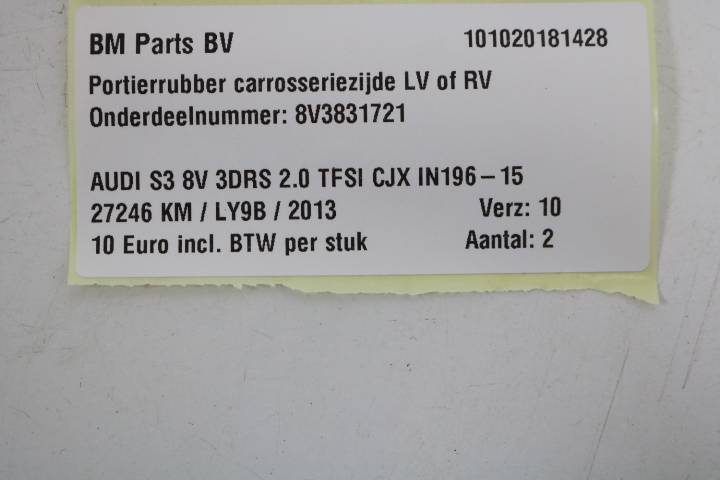 BM Parts BV 101020181428
Portierrubber carrosseriezijde LV of RV
Onderdeelnummer: 8V3831721
AUDI S3 8V 3DRS 2.0 TFSI CJX IN196-15
27246 KM / LY9B / 2013 Verz: 10
10 Euro incl. BTW per stuk Aantal: 2